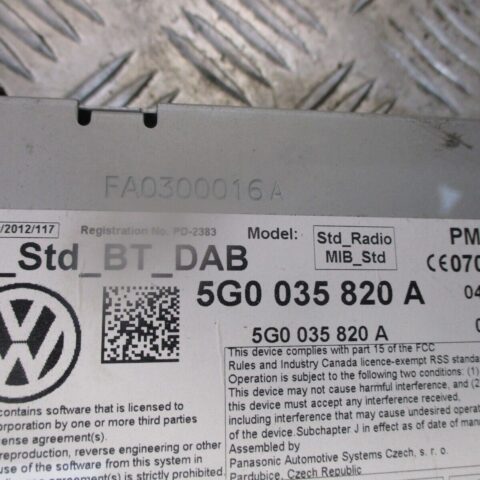 FA0300016A
/2012/117
Registration No. PD-2383
Model:
Std_Radio
MIB_Std
PM
_Std_BT_DAB
CE070
5G0 035 820 A
04
5G0 035 820 A
This device complies with part 15 of the FCC
Rules and Industry Canada licence-exempt RSS standa
Operation is subject to the following two conditions: (1)
This device may not cause harmful interference, and (2
this device must accept any interference received,
including interference that may cause undesired operat
of the device.Subchapter J in effect as of date of manu
Assembled by
Panasonic Automotive Systems Czech, s. r. o.
Pardubice, Czech Republic
contains software that is licensed to
rporation by one or more third parties
ense agreement(s).
reproduction, reverse engineering or other
use of the software from this system in
agreement(s) is strictly prohibited